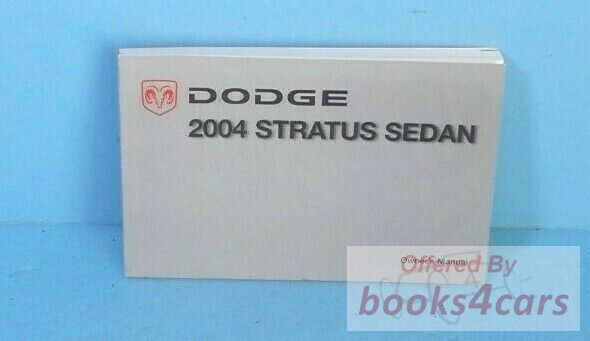 DODGE
2004 STRATUS SEDAN
Owner's Manual
Offered By
books4cars